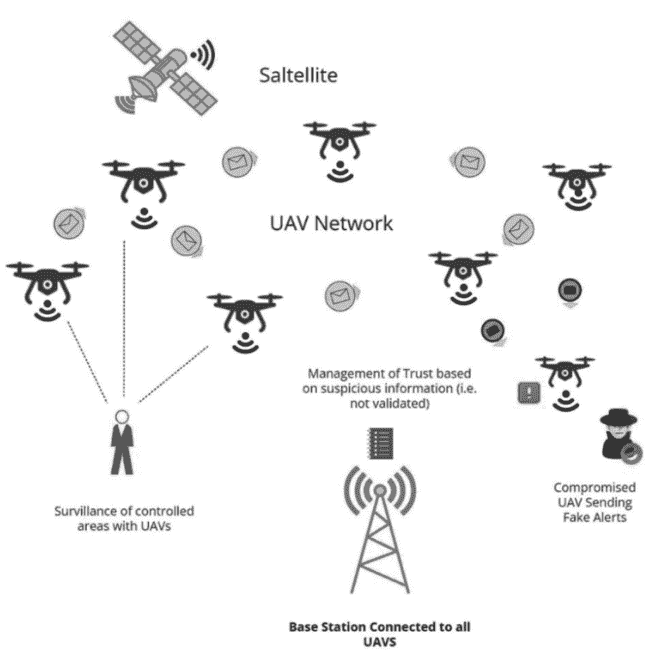 Saltellite
UAV Network
Management of Trust based
on suspicious information (i.e.
not validated)
Compromised
UAV Sending
Fake Alerts
Survillance of controlled
areas with UAVs
Base Station Connected to all
UAVS